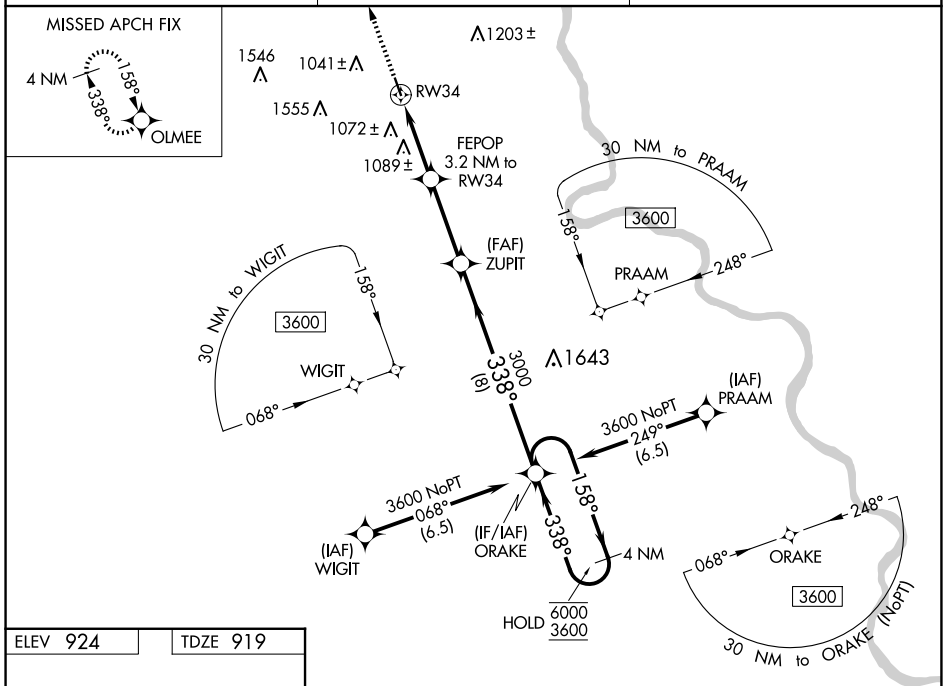 MISSED APCH FIX
4 NM
158°
338°
OLMEE
1546
1041±
1203±
1555
RW34
1072±
1089±
FEPOP
3.2 NM to
RW34
30 NM to PRAAM
3600
158°
PRAAM
248°
(FAF)
ZUPIT
30 NM to WIGIT
158°
3600
WIGIT
068°
3000
338°
(8)
1643
(IAF)
PRAAM
3600 NoPT
249°
(6.5)
3600 NoPT
068°
(6.5)
(IAF)
WIGIT
(IF/IAF)
ORAKE
158°
338°
4 NM
HOLD
6000
3600
248°
068°
ORAKE
3600
30 NM to ORAKE (NoPT)
ELEV 924
TDZE 919